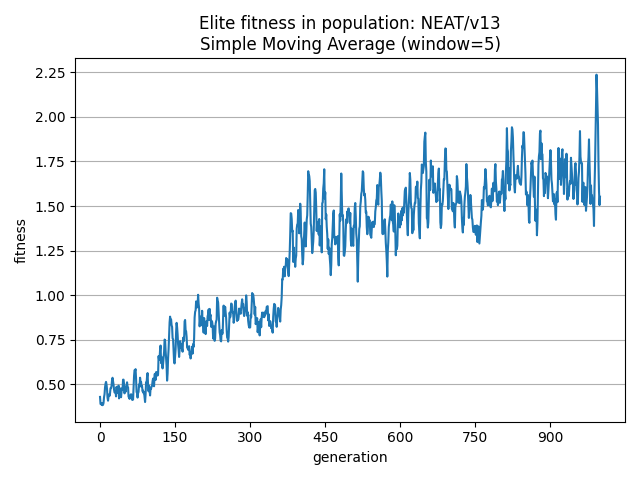 Elite fitness in population: NEAT/v13
Simple Moving Average (window=5)
fitness
2.25
2.00
1.75
1.50
1.25
1.00
0.75
0.50
0 150 300 450 600 750 900
generation